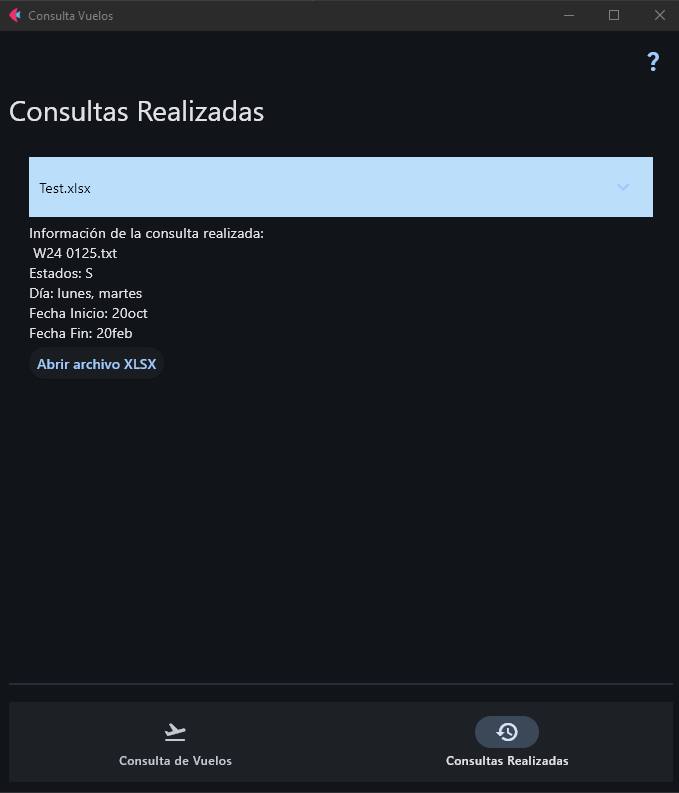 Consulta Vuelos
?
Consultas Realizadas
Test.xlsx
Información de la consulta realizada:
W24 0125.txt
Estados: S
Día: lunes, martes
Fecha Inicio: 20oct
Fecha Fin: 20feb
Abrir archivo XLSX
Consulta de Vuelos
Consultas Realizadas